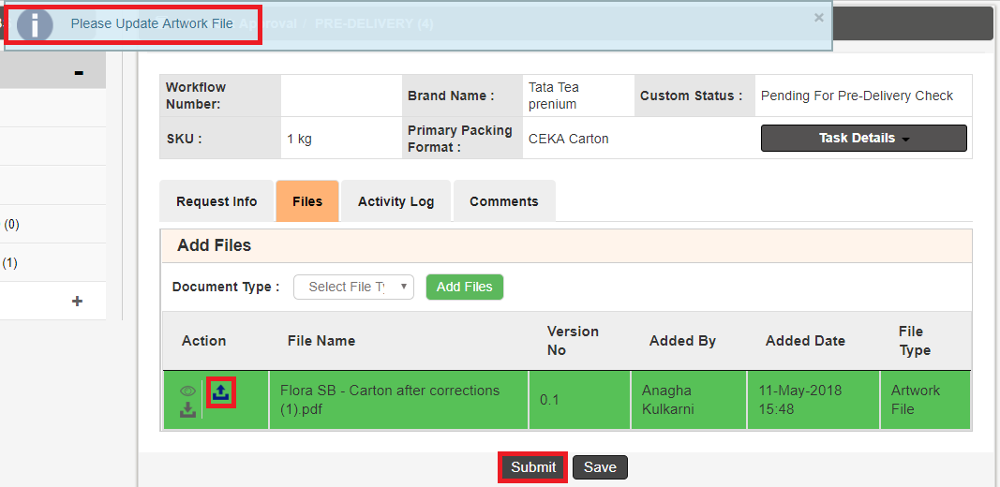 Please Update Artwork File
Approval / PRE-DELIVERY (4)
×
-
(0)
(1)
+
Workflow Number:
Brand Name :
Tata Tea prenium
Custom Status :
Pending For Pre-Delivery Check
SKU :
1 kg
Primary Packing Format :
CEKA Carton
Task Details
Request Info
Files
Activity Log
Comments
Add Files
Document Type :
Select File Ty
Add Files
Action
File Name
Version No
Added By
Added Date
File Type
Flora SB - Carton after corrections (1).pdf
0.1
Anagha Kulkarni
11-May-2018 15:48
Artwork File
Submit
Save